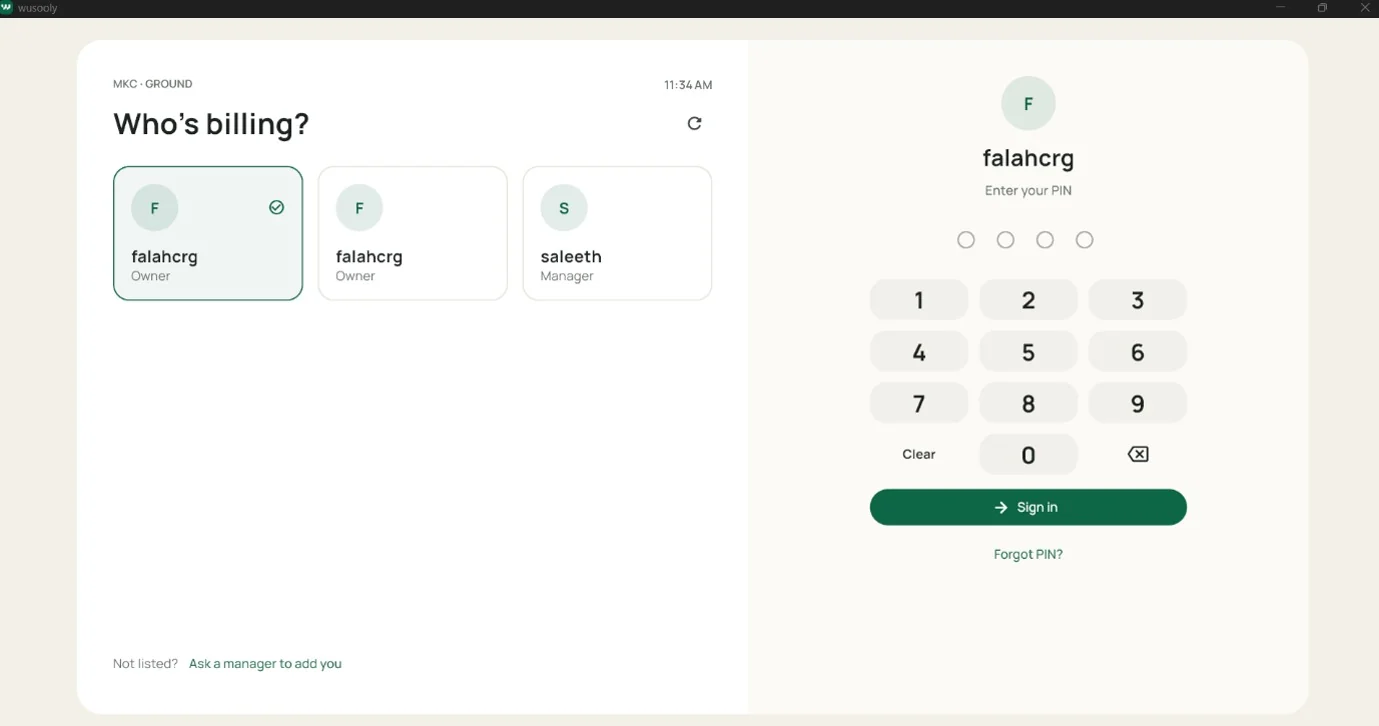 wusooly
MKC · GROUND
11:34 AM
Who's billing?
F
falahcrg
Owner
F
falahcrg
Owner
S
saleeth
Manager
Not listed? Ask a manager to add you
F
falahcrg
Enter your PIN
1 2 3
4 5 6
7 8 9
Clear 0
→ Sign in
Forgot PIN?